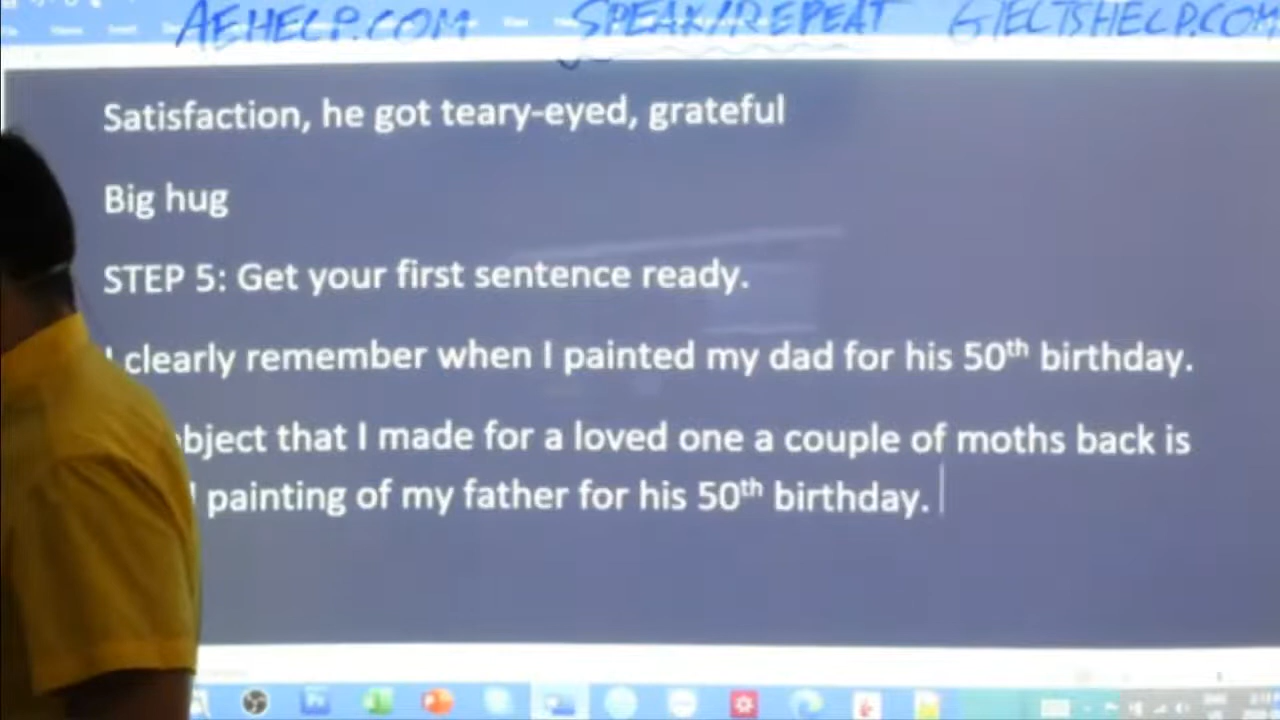 AEHELP.COM SPEAK/REPEAT GIELTSHELP.COM
Satisfaction, he got teary-eyed, grateful
Big hug
STEP 5: Get your first sentence ready.
I clearly remember when I painted my dad for his 50th birthday.
object that I made for a loved one a couple of moths back is
painting of my father for his 50th birthday.